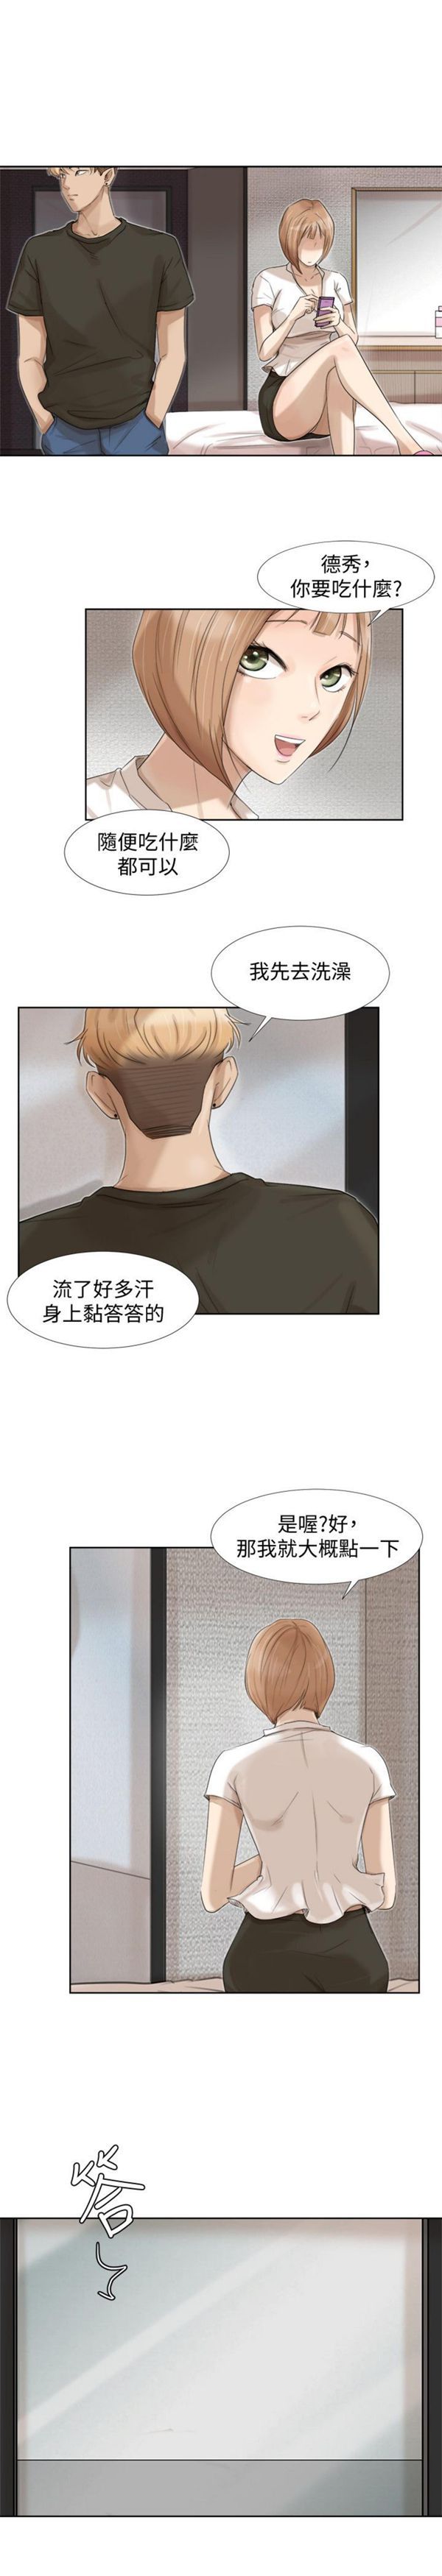 德秀，
你要吃什麼?
隨便吃什麼
都可以
我先去洗澡
流了好多汗
身上黏答答的
是喔?好，
那我就大概點一下
答